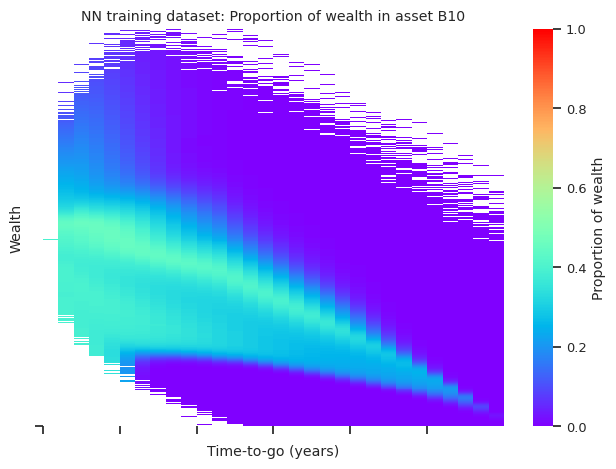 NN training dataset: Proportion of wealth in asset B10
1.0
0.8
0.6
0.4
0.2
0.0
Proportion of wealth
Wealth
Time-to-go (years)